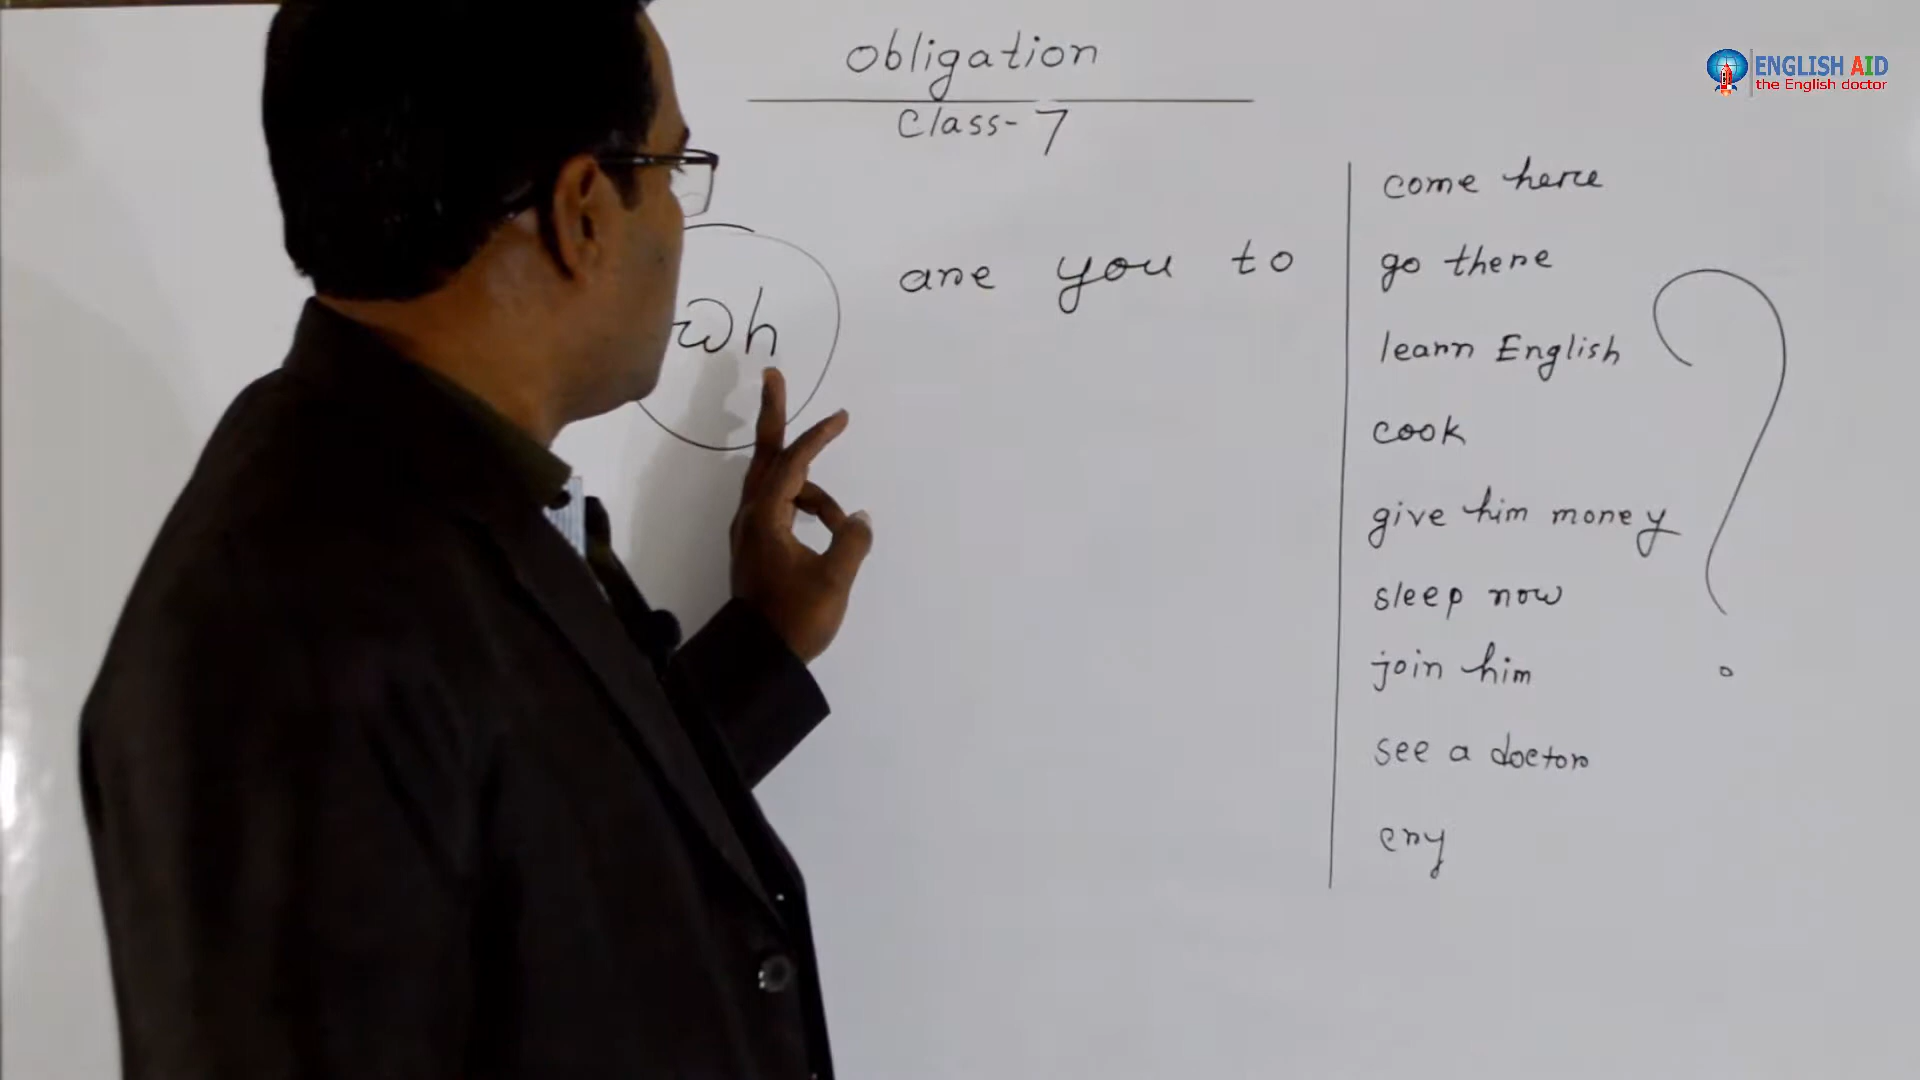 Obligation
Class-7
ENGLISH AID
the English doctor
Wh are you to
come here
go there
learn English
cook
give him money
sleep now
join him
see a doctor
cry
?